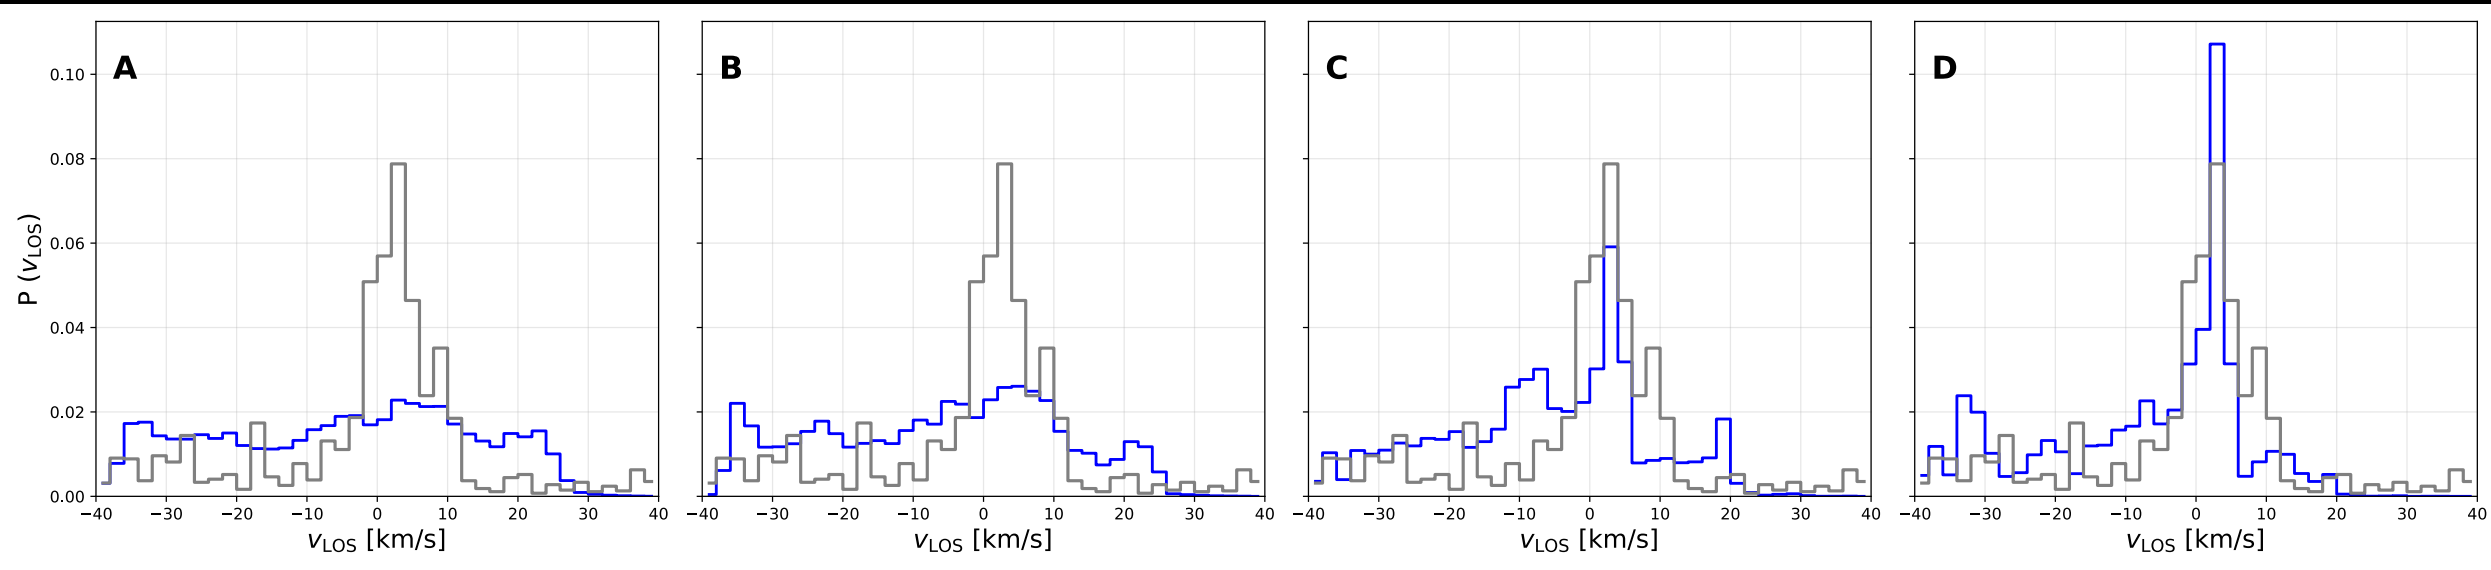 A
B
C
D
P (vLOS)
0.10
0.08
0.06
0.04
0.02
0.00
−40 −30 −20 −10 0 10 20 30 40
−40 −30 −20 −10 0 10 20 30 40
−40 −30 −20 −10 0 10 20 30 40
−40 −30 −20 −10 0 10 20 30 40
vLOS [km/s]
vLOS [km/s]
vLOS [km/s]
vLOS [km/s]